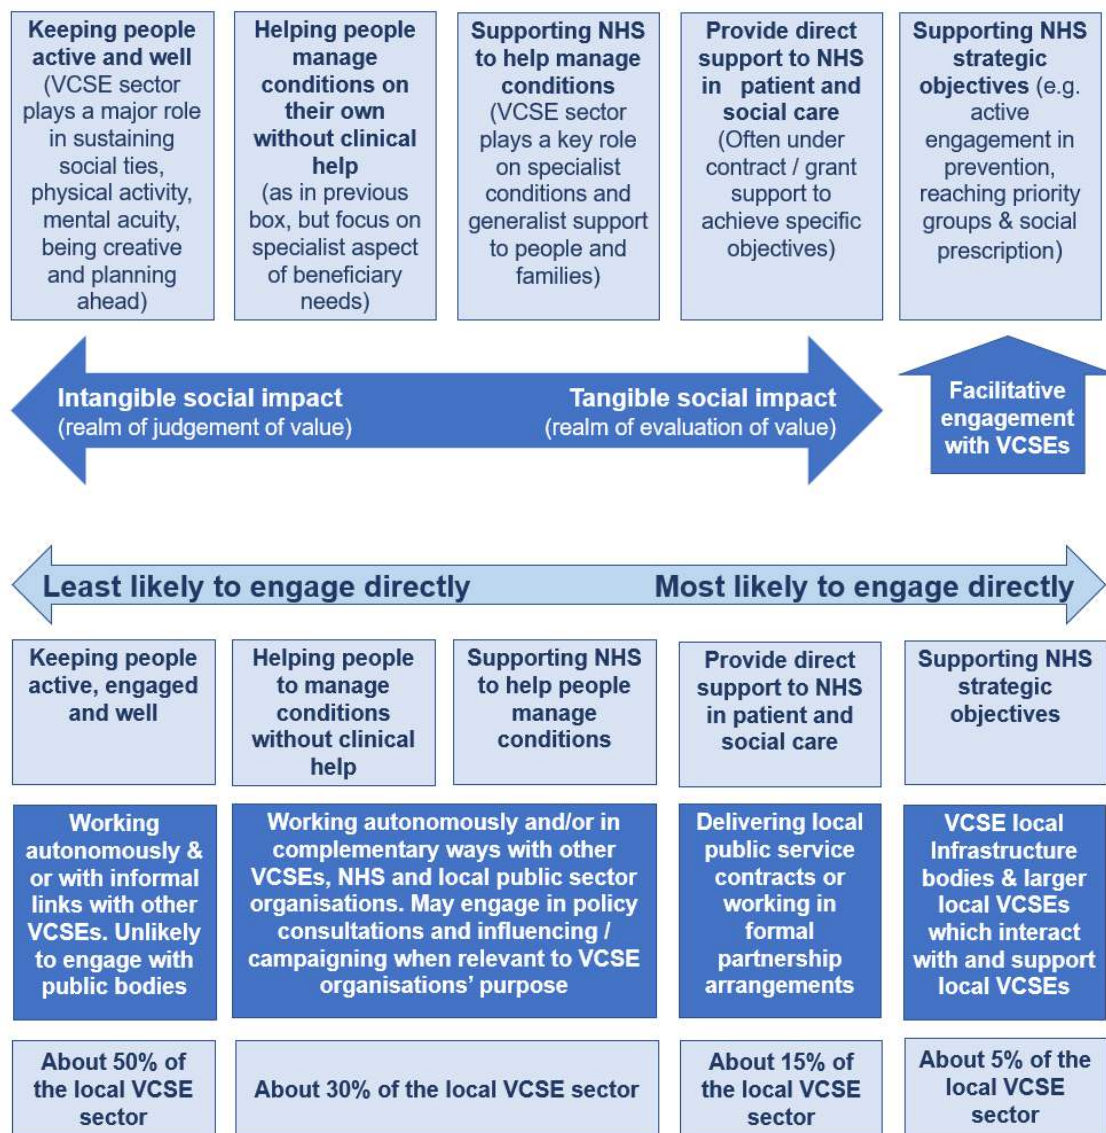 Keeping people
active and well
(VCSE sector
plays a major role
in sustaining
social ties,
physical activity,
mental acuity,
being creative
and planning
ahead)
Helping people
manage
conditions on
their own
without clinical
help
(as in previous
box, but focus on
specialist aspect
of beneficiary
needs)
Supporting NHS
to help manage
conditions
(VCSE sector
plays a key role
on specialist
conditions and
generalist support
to people and
families)
Provide direct
support to NHS
in patient and
social care
(Often under
contract / grant
support to
achieve specific
objectives)
Supporting NHS
strategic
objectives (e.g.
active
engagement in
prevention,
reaching priority
groups & social
prescription)
Intangible social impact
(realm of judgement of value)
Tangible social impact
(realm of evaluation of value)
Facilitative
engagement
with VCSEs
Least likely to engage directly
Most likely to engage directly
Keeping people
active, engaged
and well
Helping people
to manage
conditions
without clinical
help
Supporting NHS
to help people
manage
conditions
Provide direct
support to NHS
in patient and
social care
Supporting NHS
strategic
objectives
Working
autonomously &
or with informal
links with other
VCSEs. Unlikely
to engage with
public bodies
Working autonomously and/or in
complementary ways with other
VCSEs, NHS and local public sector
organisations. May engage in policy
consultations and influencing /
campaigning when relevant to VCSE
organisations’ purpose
Delivering local
public service
contracts or
working in
formal
partnership
arrangements
VCSE local
Infrastructure
bodies & larger
local VCSEs
which interact
with and support
local VCSEs
About 50% of
the local VCSE
sector
About 30% of the local VCSE sector
About 15% of
the local VCSE
sector
About 5% of the
local VCSE
sector